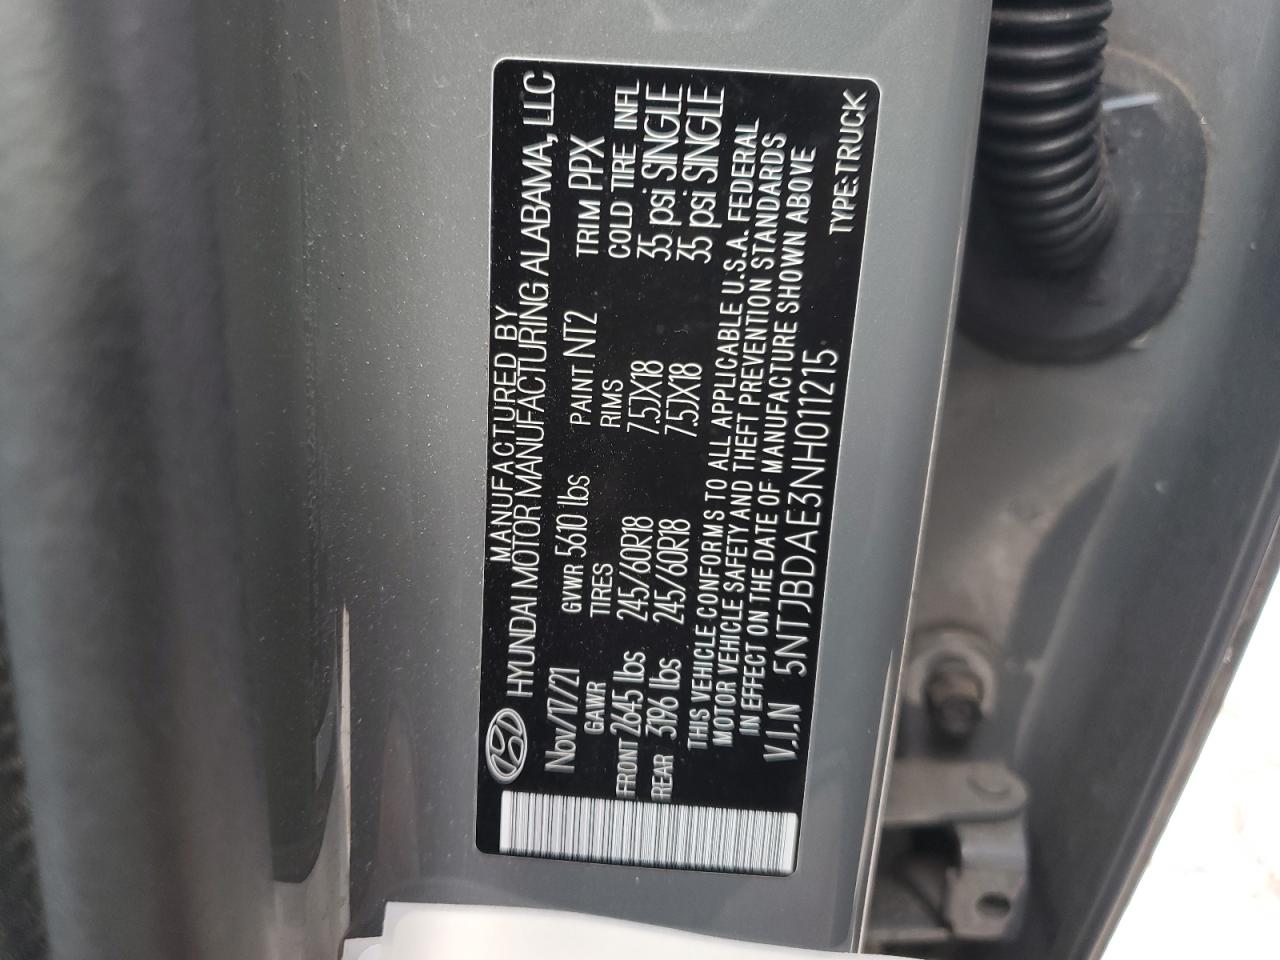 MANUFACTURED BY
HYUNDAI MOTOR MANUFACTURING ALABAMA, LLC
Nov/17/21 GVWR 5610 lbs PAINT NT2 TRIM PPX
GAWR TIRES RIMS COLD TIRE INFL
FRONT 2645 lbs 245/60R18 7.5JX18 35 psi SINGLE
REAR 3196 lbs 245/60R18 7.5JX18 35 psi SINGLE
THIS VEHICLE CONFORMS TO ALL APPLICABLE U.S.A. FEDERAL
MOTOR VEHICLE SAFETY AND THEFT PREVENTION STANDARDS
IN EFFECT ON THE DATE OF MANUFACTURE SHOWN ABOVE
V.I.N 5NTJBDAE3NH011215 TYPE:TRUCK